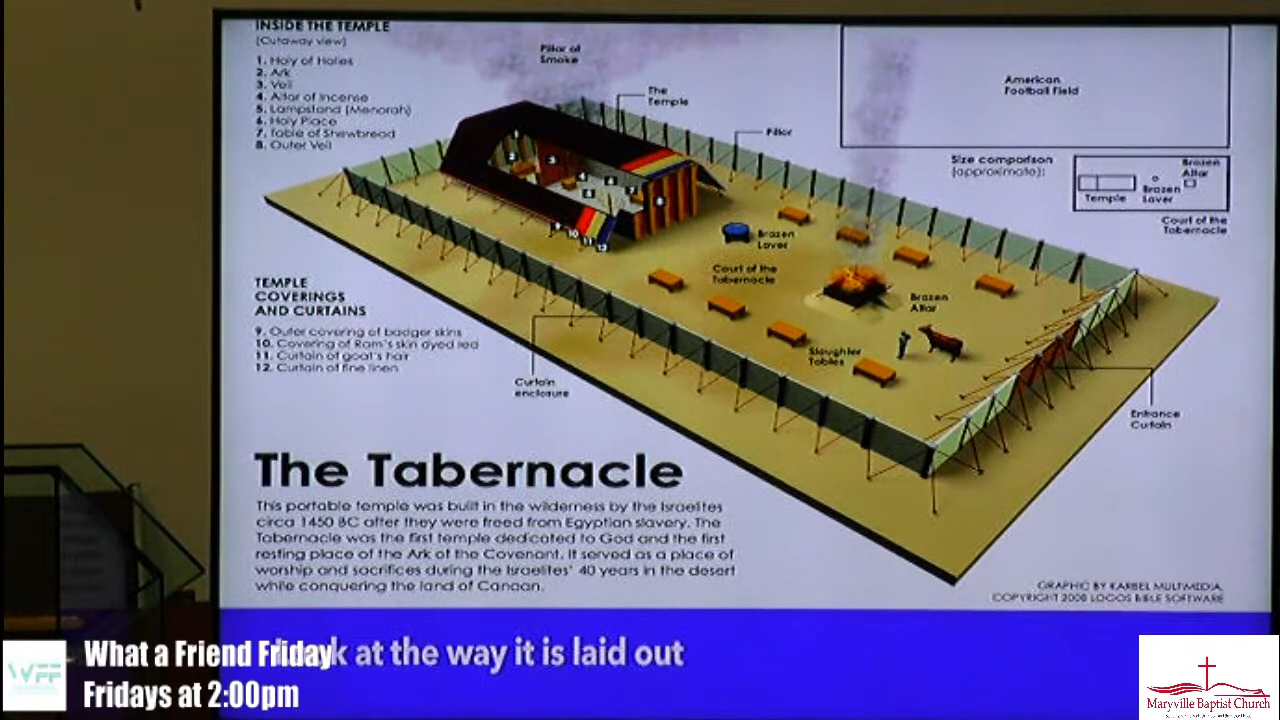 INSIDE THE TEMPLE
(Cutaway view)
1. Holy of Holies
2. Ark
3. Veil
4. Altar of Incense
5. Lampstand (Menorah)
6. Holy Place
7. Table of Shewbread
8. Outer Veil
Pillar of
Smoke
The
Temple
Pillar
American
Football Field
Size comparison
(approximate):
Brazen
Altar
Brazen
Laver
Temple
Court of the
Tabernacle
Brazen
Laver
Court of the
Tabernacle
Brazen
Altar
Slaughter
Tables
Entrance
Curtain
Curtain
enclosure
TEMPLE
COVERINGS
AND CURTAINS
9. Outer covering of badger skins
10. Covering of Ram's skin dyed red
11. Curtain of goat's hair
12. Curtain of fine linen
The Tabernacle
This portable temple was built in the wilderness by the Israelites
circa 1450 BC after they were freed from Egyptian slavery. The
Tabernacle was the first temple dedicated to God and the first
resting place of the Ark of the Covenant. It served as a place of
worship and sacrifices during the Israelites' 40 years in the desert
while conquering the land of Canaan.
GRAPHIC BY KARBEL MULTIMEDIA,
COPYRIGHT 2008 LOGOS BIBLE SOFTWARE
at the way it is laid out
WFF
What a Friend Friday
Fridays at 2:00pm
Maryville Baptist Church